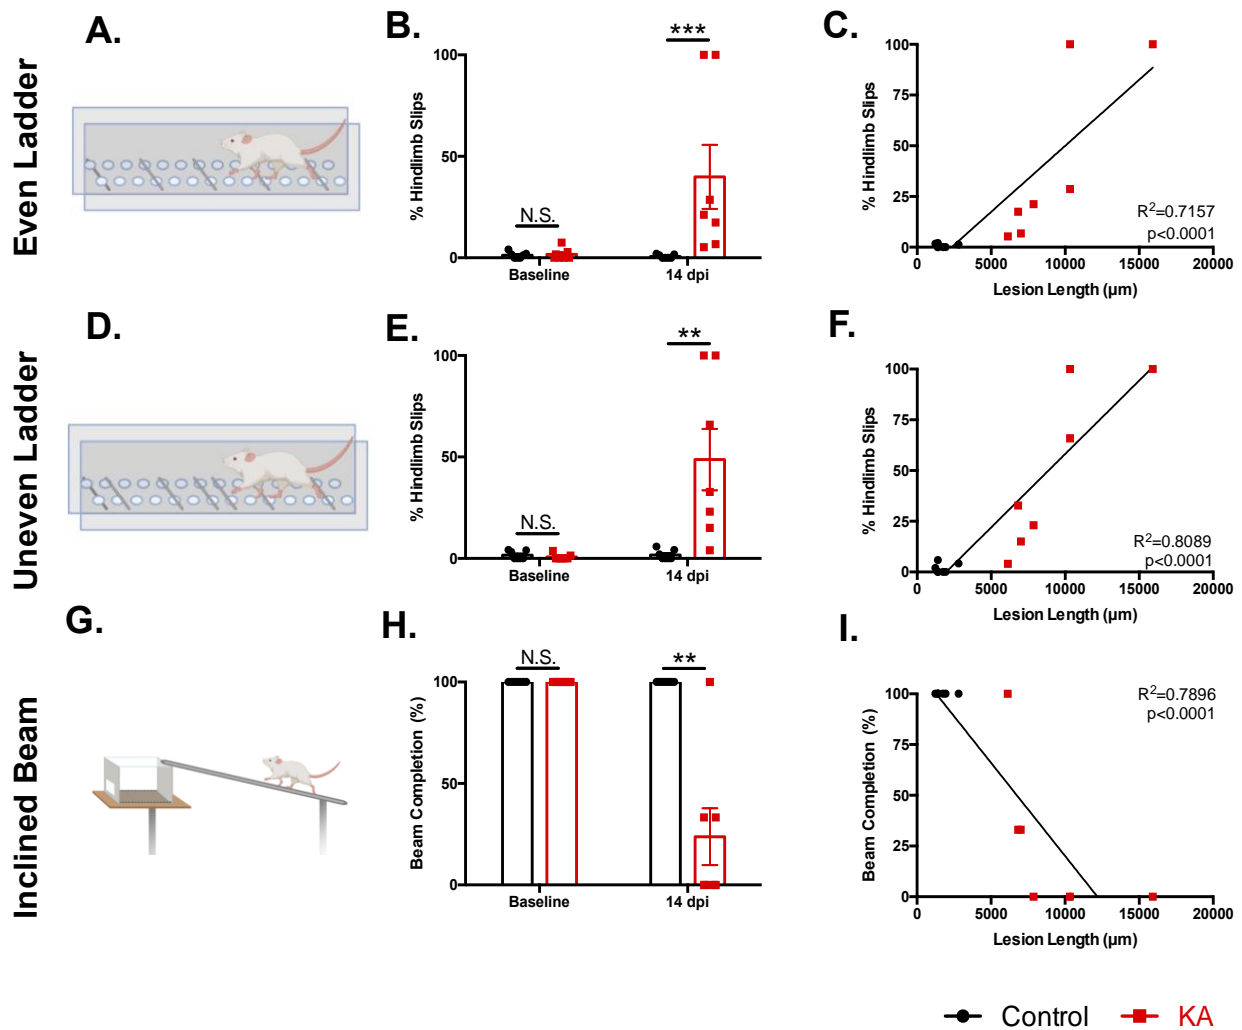 A.
B.
C.
Even Ladder
% Hindlimb Slips
100
50
0
N.S.
***
Baseline
14 dpi
% Hindlimb Slips
100
75
50
25
0
0
5000
10000
15000
20000
Lesion Length (µm)
R²=0.7157
p<0.0001
D.
E.
F.
Uneven Ladder
% Hindlimb Slips
100
50
0
N.S.
**
Baseline
14 dpi
% Hindlimb Slips
100
75
50
25
0
0
5000
10000
15000
20000
Lesion Length (µm)
R²=0.8089
p<0.0001
G.
H.
I.
Inclined Beam
Beam Completion (%)
100
50
0
N.S.
**
Baseline
14 dpi
Beam Completion (%)
100
75
50
25
0
0
5000
10000
15000
20000
Lesion Length (µm)
R²=0.7896
p<0.0001
Control
KA